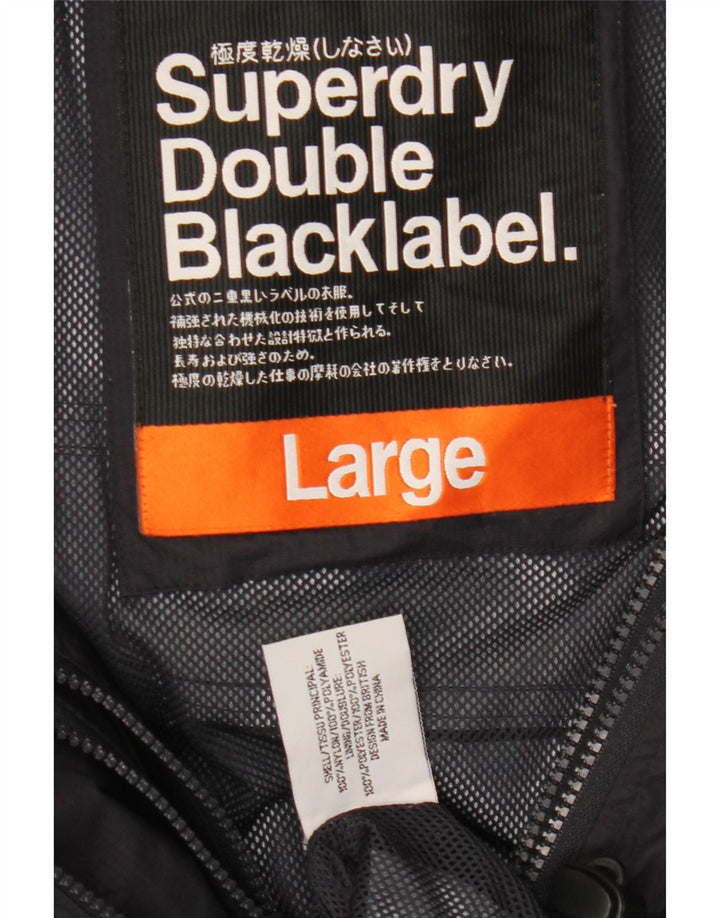 極度乾燥(しなさい)
Superdry
Double
Blacklabel.
公式の二重黒いラベルの衣服。
補強された機械化の技術を使用してそして
独特な合わせた設計特徴と作られる。
長寿および強さのため。
極度の乾燥した仕事の摩耗の会社の著作権をとりなさい。
Large
SHELL/TISSU PRINCIPAL:
100%NYLON/100%POLYAMIDE
LINING/DOUBLURE:
100%POLYESTER/100%POLYESTER
DESIGN FROM BRITISH
MADE IN CHINA